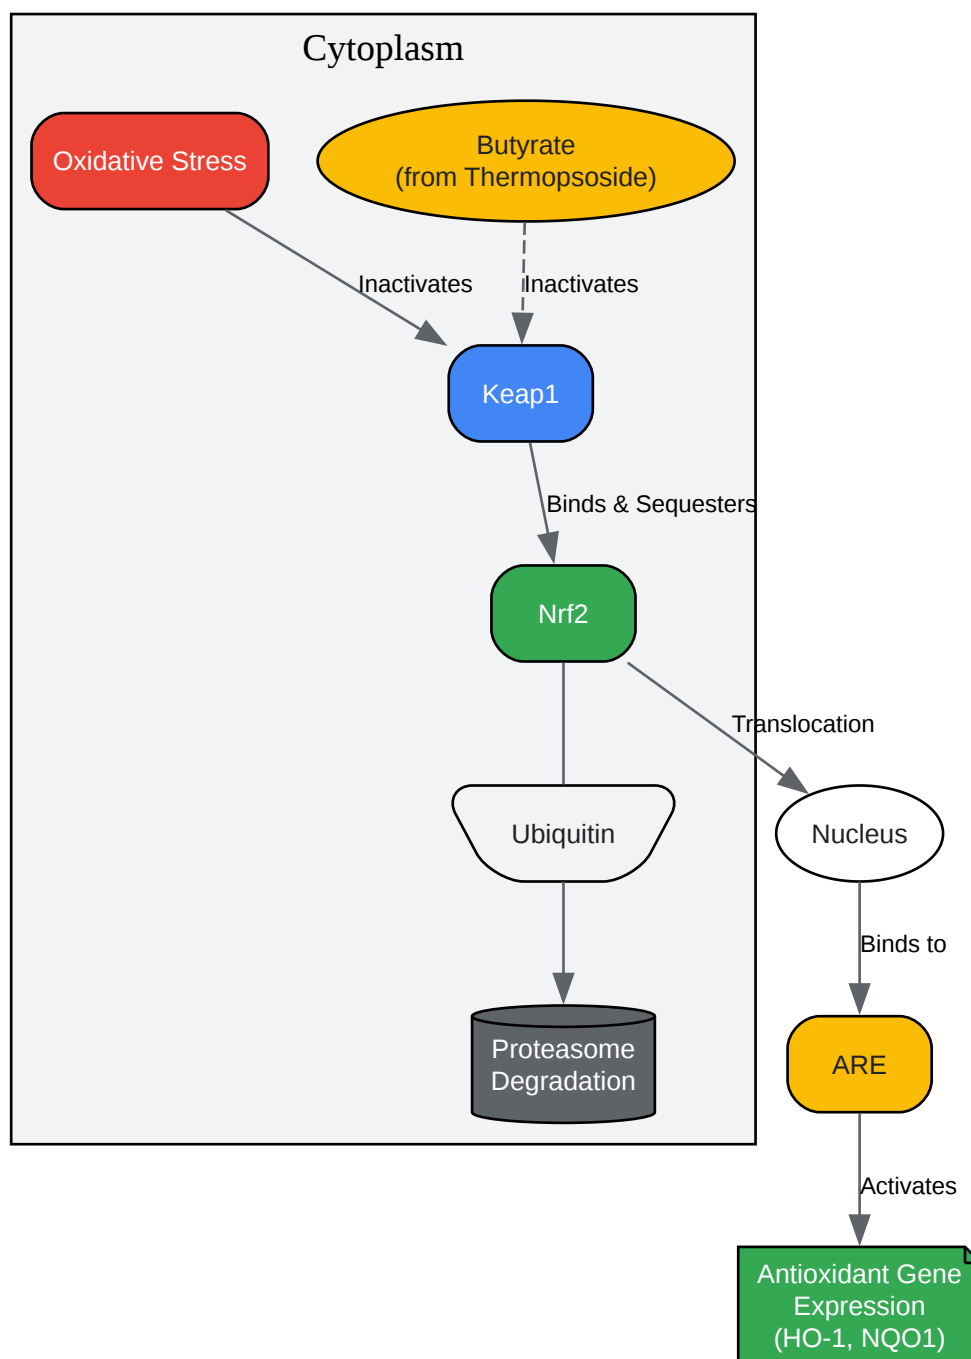 Cytoplasm
Oxidative Stress
Butyrate
(from Thermopsoside)
Inactivates
Inactivates
Keap1
Binds & Sequesters
Nrf2
Translocation
Ubiquitin
Nucleus
Binds to
Proteasome
Degradation
ARE
Activates
Antioxidant Gene
Expression
(HO-1, NQO1)